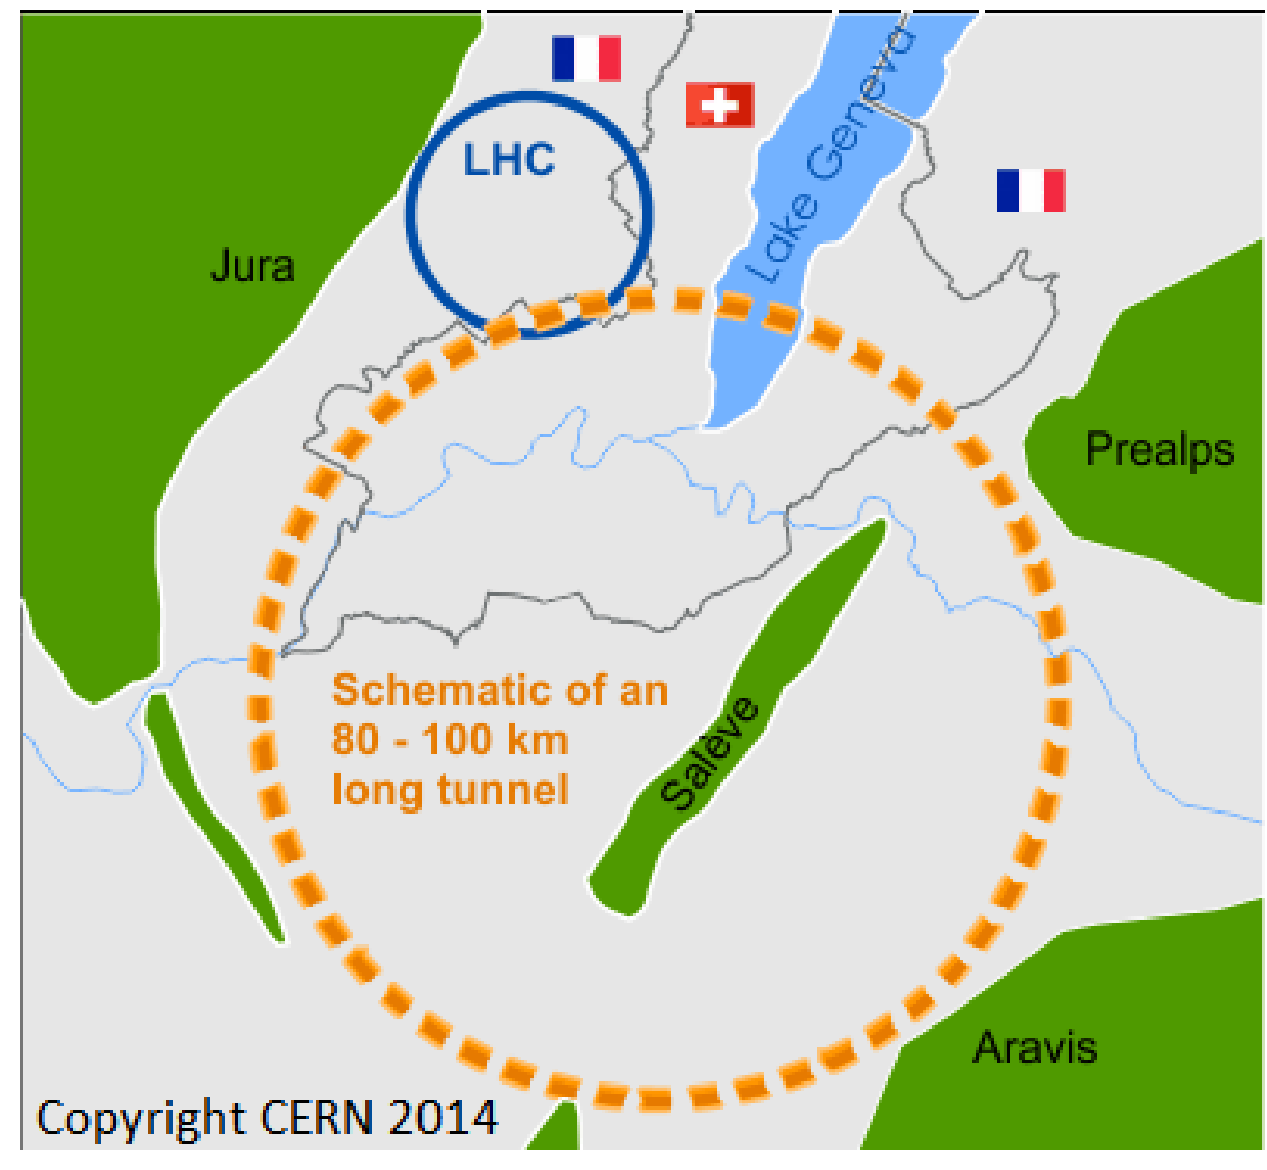 LHC
Lake Geneva
Jura
Prealps
Schematic of an
80 - 100 km
long tunnel
Salève
Aravis
Copyright CERN 2014